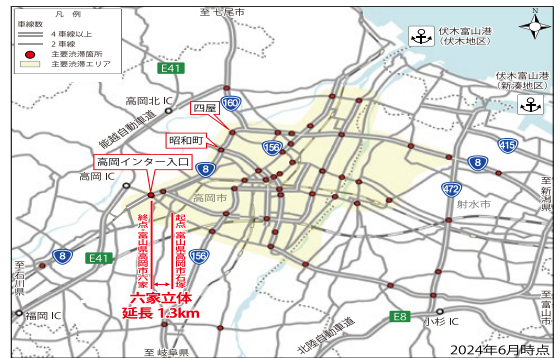 凡 例
車線数
4車線以上
2車線
主要渋滞箇所
主要渋滞エリア
至七尾市
伏木富山港
(伏木地区)
伏木富山港
(新湊地区)
E41
高岡北IC
能越自動車道
160
四屋
昭和町
156
415
8
高岡インター入口
8
高岡IC
高岡市
472
射水市
至新潟県
終点:富山県高岡市六家
起点:富山県高岡市石塚
E41
8
156
六家立体
延長 1.3km
至石川県
福岡IC
至岐阜県
北陸自動車道
E8
小杉IC
至富山市
2024年6月時点